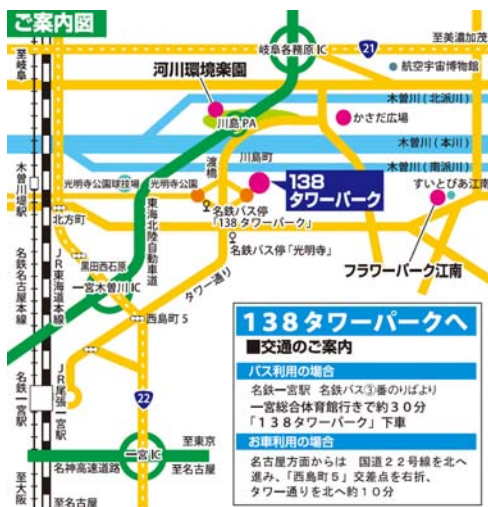 ご案内図
至岐阜
岐阜各務原IC
21
至美濃加茂
航空宇宙博物館
河川環境楽園
木曽川(北派川)
川島PA
かさだ広場
木曽川(本川)
渡橋
川島町
木曽川(南派川)
木曽川堤駅
光明寺公園球技場
光明寺公園
138
タワーパーク
すいとぴあ江南
北方町
名鉄バス停
「138タワーパーク」
東海北陸自動車道
名鉄バス停「光明寺」
フラワーパーク江南
黒田西石原
名鉄名古屋本線
JR東海道本線
一宮木曽川IC
タワー通り
西島町5
名鉄一宮駅
JR尾張一宮駅
22
一宮IC
至東京
名神高速道路
至名古屋
至大阪
至名古屋
138タワーパークへ
■交通のご案内
バス利用の場合
名鉄一宮駅 名鉄バス③番のりばより
一宮総合体育館行きで約30分
「138タワーパーク」下車
お車利用の場合
名古屋方面からは 国道22号線を北へ
進み、「西島町5」交差点を右折、
タワー通りを北へ約10分